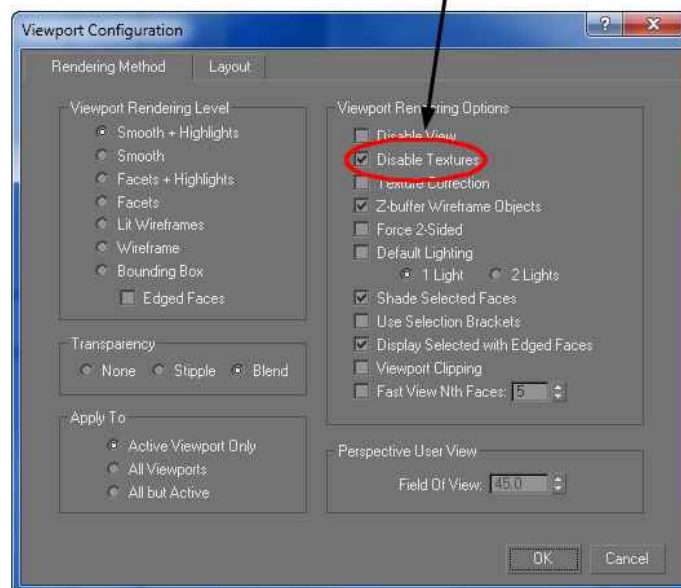 Viewport Configuration
Rendering Method
Layout
Viewport Rendering Level
Smooth + Highlights
Smooth
Facets + Highlights
Facets
Lit Wireframes
Wireframe
Bounding Box
Edged Faces
Transparency
None Stipple Blend
Apply To
Active Viewport Only
All Viewports
All but Active
Viewport Rendering Options
Disable View
Disable Textures
Texture Correction
Z-buffer Wireframe Objects
Force 2-Sided
Default Lighting
1 Light 2 Lights
Shade Selected Faces
Use Selection Brackets
Display Selected with Edged Faces
Viewport Clipping
Fast View Nth Faces: 5
Perspective User View
Field Of View: 45.0
OK Cancel